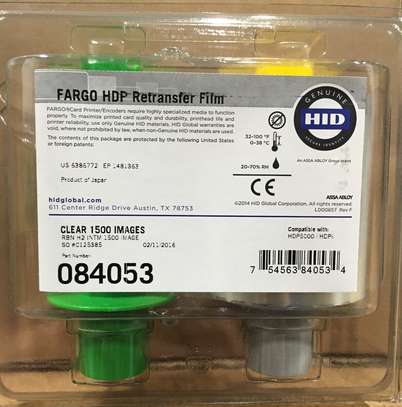 FARGO HDP Retransfer Film
FARGO®Card Printer/Encoders require highly specialized media to function
properly. To maximize printed card quality and durability, printhead life and
printer reliability, use only Genuine HID materials. HID Global warranties are
void, where not prohibited by law, when non-Genuine HID materials are used.
The contents of this package are protected by the following United States
or foreign patents:
US 5385772 EP 1481363
Product of Japan
hidglobal.com
611 Center Ridge Drive Austin, TX 78753
GENUINE
HID
32-100 °F
0-38 °C
20-70% RH
An ASSA ABLOY Group brand
CE
ASSA ABLOY
©2014 HID Global Corporation. All rights reserved.
L000857 Rev F
CLEAR 1500 IMAGES
RBN H2 INTM 1500 IMAGE
SO #0125385 02/11/2016
Part Number:
084053
Compatible with:
HDP5000
7 54563 84053 4